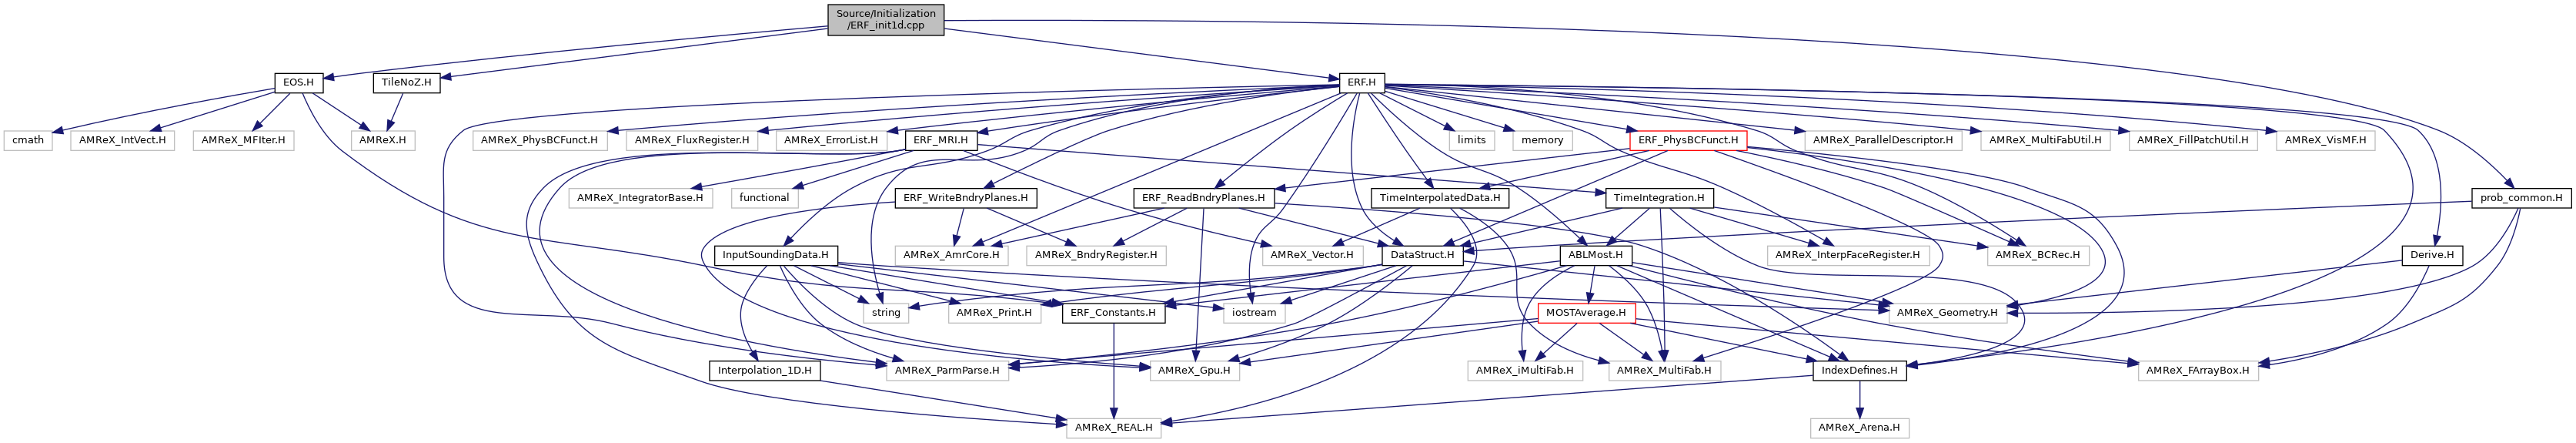 Source/Initialization
/ERF_init1d.cpp
EOS.H
TileNoZ.H
ERF.H
cmath
AMReX_IntVect.H
AMReX_MFIter.H
AMReX.H
AMReX_PhysBCFunct.H
AMReX_FluxRegister.H
AMReX_ErrorList.H
ERF_MRI.H
limits
memory
ERF_PhysBCFunct.H
AMReX_ParallelDescriptor.H
AMReX_MultiFabUtil.H
AMReX_FillPatchUtil.H
AMReX_VisMF.H
AMReX_IntegratorBase.H
functional
ERF_WriteBndryPlanes.H
ERF_ReadBndryPlanes.H
TimeInterpolatedData.H
TimeIntegration.H
prob_common.H
InputSoundingData.H
AMReX_AmrCore.H
AMReX_BndryRegister.H
AMReX_Vector.H
DataStruct.H
ABLMost.H
AMReX_InterpFaceRegister.H
AMReX_BCRec.H
Derive.H
string
AMReX_Print.H
ERF_Constants.H
iostream
MOSTAverage.H
AMReX_Geometry.H
Interpolation_1D.H
AMReX_ParmParse.H
AMReX_Gpu.H
AMReX_iMultiFab.H
AMReX_MultiFab.H
IndexDefines.H
AMReX_FArrayBox.H
AMReX_REAL.H
AMReX_Arena.H